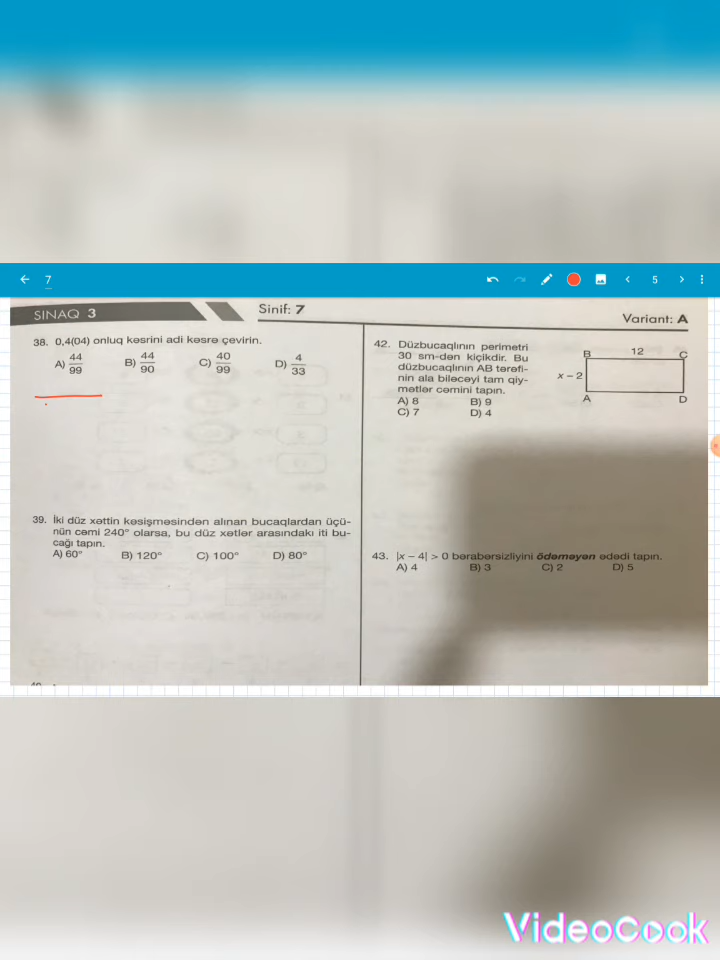 7
5
SINAQ 3
Sinif: 7
Variant: A
38. 0,4(04) onluq kəsrini adi kəsrə çevirin.
A) 44/99 B) 44/90 C) 40/99 D) 4/33
39. İki düz xəttin kəsişməsindən alınan bucaqlardan üçü-
nün cəmi 240° olarsa, bu düz xətlər arasındakı iti bu-
cağı tapın.
A) 60° B) 120° C) 100° D) 80°
42. Düzbucaqlının perimetri
30 sm-dən kiçikdir. Bu
düzbucaqlının AB tərəfi-
nin ala biləcəyi tam qiy-
mətlər cəmini tapın.
A) 8 B) 9
C) 7 D) 4
B 12 C
x – 2
A D
43. |x – 4| > 0 bərabərsizliyini ödəməyən ədədi tapın.
A) 4 B) 3 C) 2 D) 5
VideoCook